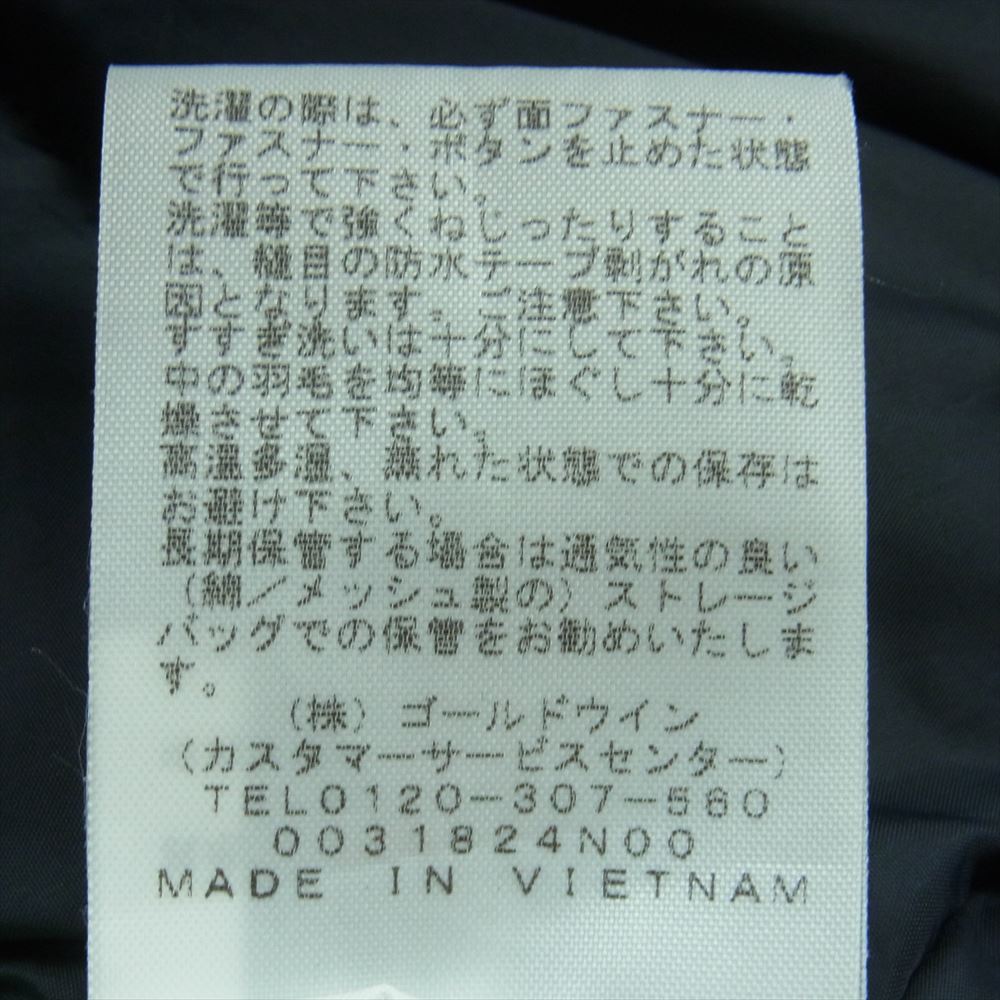 洗濯の際は、必ず面ファスナー・
ファスナー・ボタンを止めた状態
で行って下さい。
洗濯等で強くねじったりすること
は、縫目の防水テープ剥がれの原
因となります。ご注意下さい。
すすぎ洗いは十分にして下さい。
中の羽毛を均等にほぐし十分に乾
燥させて下さい。
高温多湿、蒸れた状態での保存は
お避け下さい。
長期保管する場合は通気性の良い
(綿/メッシュ製の)ストレージ
バッグでの保管をお勧めいたしま
す。
(株)ゴールドウイン
(カスタマーサービスセンター)
TEL0120-307-560
0031824N00
MADE IN VIETNAM